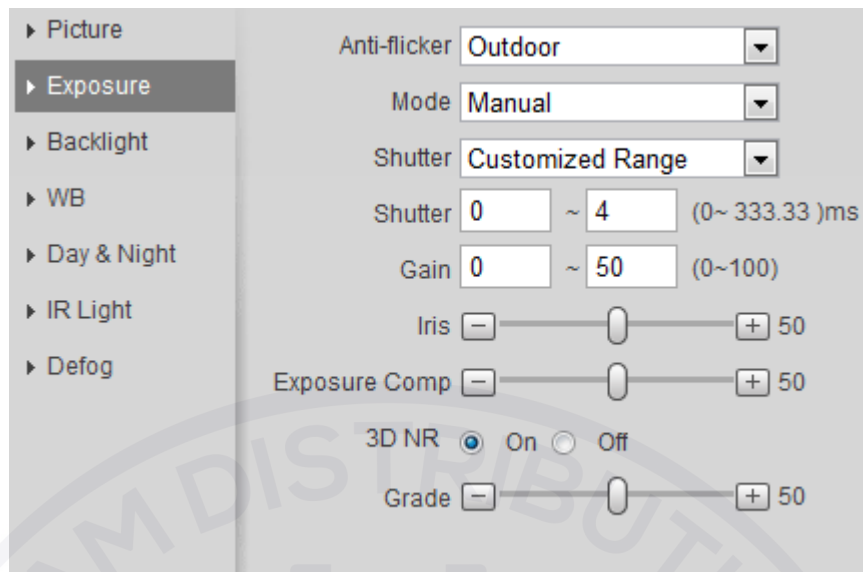 Picture
Exposure
Backlight
WB
Day & Night
IR Light
Defog
Anti-flicker Outdoor
Mode Manual
Shutter Customized Range
Shutter 0 ~ 4 (0~ 333.33 )ms
Gain 0 ~ 50 (0~100)
Iris 50
Exposure Comp 50
3D NR On Off
Grade 50